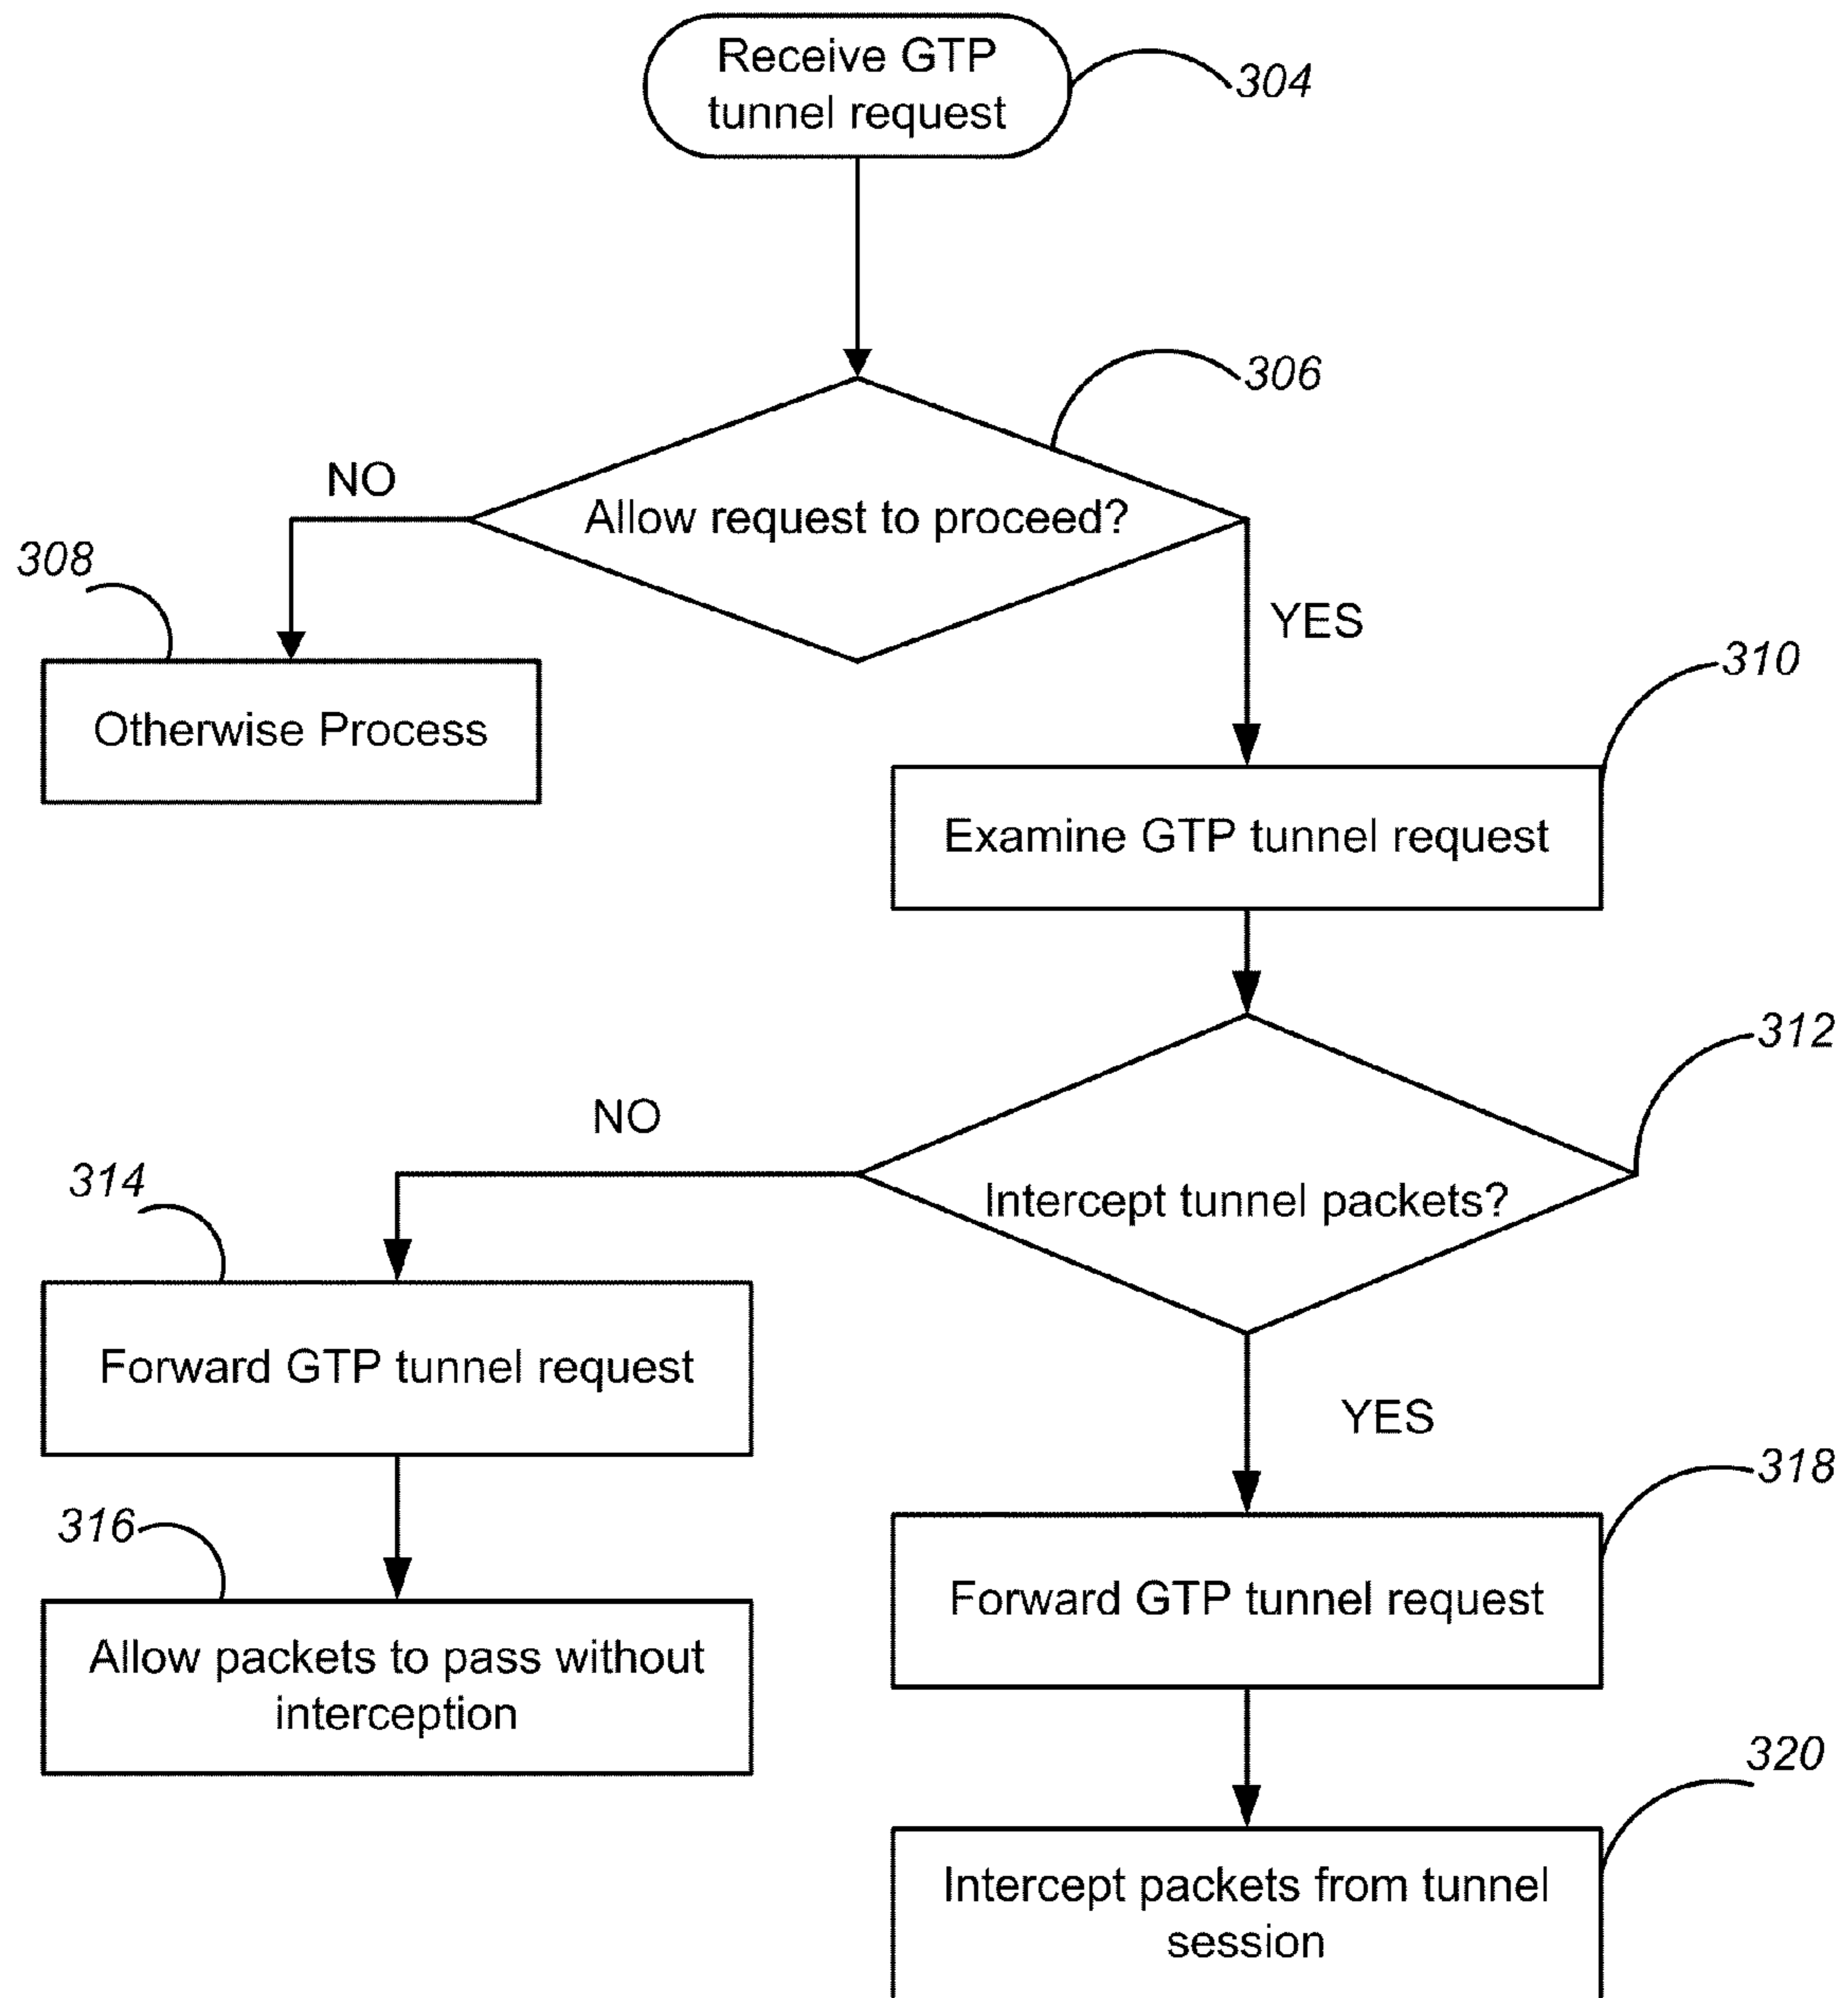 Receive GTP
tunnel request
304
306
Allow request to proceed?
NO
YES
308
Otherwise Process
310
Examine GTP tunnel request
312
Intercept tunnel packets?
NO
YES
314
Forward GTP tunnel request
316
Allow packets to pass without
interception
318
Forward GTP tunnel request
320
Intercept packets from tunnel
session